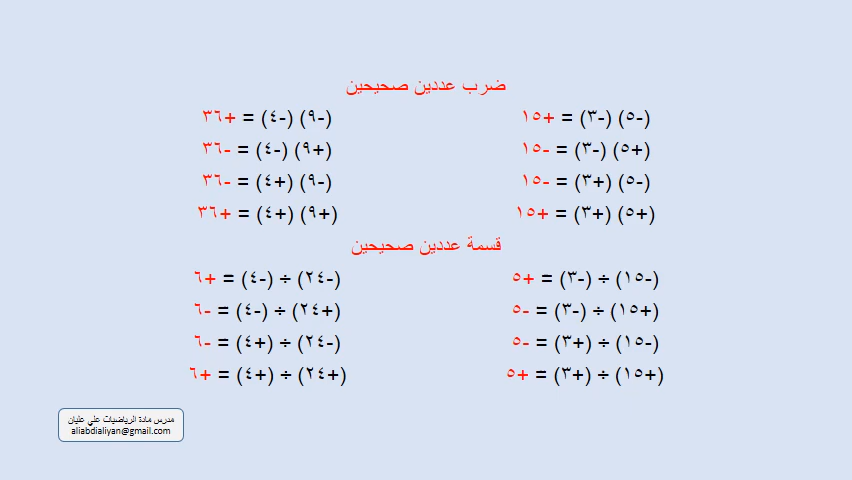 ضرب عددين صحيحين
(-٥) (-٣) = +١٥
(-٩) (-٤) = +٣٦
(+٥) (-٣) = -١٥
(+٩) (-٤) = -٣٦
(-٥) (+٣) = -١٥
(-٩) (+٤) = -٣٦
(+٥) (+٣) = +١٥
(+٩) (+٤) = +٣٦
قسمة عددين صحيحين
(-١٥) ÷ (-٣) = +٥
(-٢٤) ÷ (-٤) = +٦
(+١٥) ÷ (-٣) = -٥
(+٢٤) ÷ (-٤) = -٦
(-١٥) ÷ (+٣) = -٥
(-٢٤) ÷ (+٤) = -٦
(+١٥) ÷ (+٣) = +٥
(+٢٤) ÷ (+٤) = +٦
مدرس مادة الرياضيات علي عليان
aliabdialiyan@gmail.com